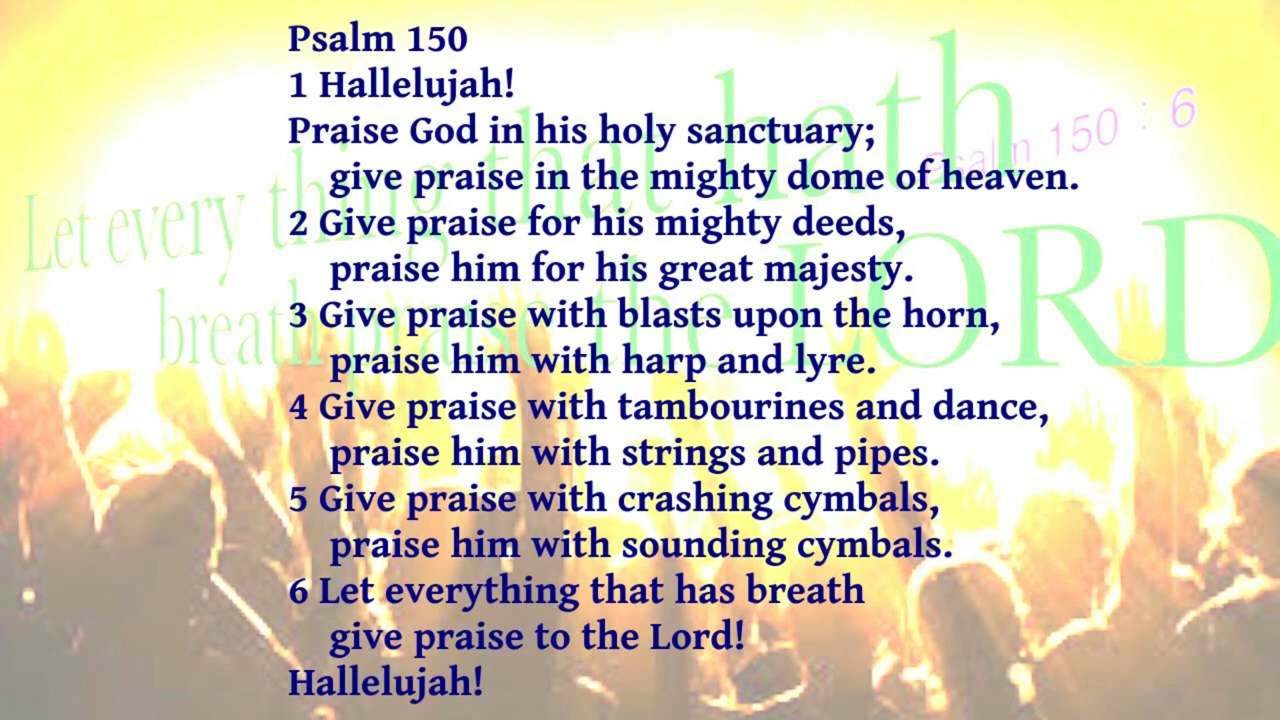 Psalm 150
1 Hallelujah!
Praise God in his holy sanctuary;
give praise in the mighty dome of heaven.
2 Give praise for his mighty deeds,
praise him for his great majesty.
3 Give praise with blasts upon the horn,
praise him with harp and lyre.
4 Give praise with tambourines and dance,
praise him with strings and pipes.
5 Give praise with crashing cymbals,
praise him with sounding cymbals.
6 Let everything that has breath
give praise to the Lord!
Hallelujah!
Let every thing that hath
breath praise the LORD
Psalm 150 : 6